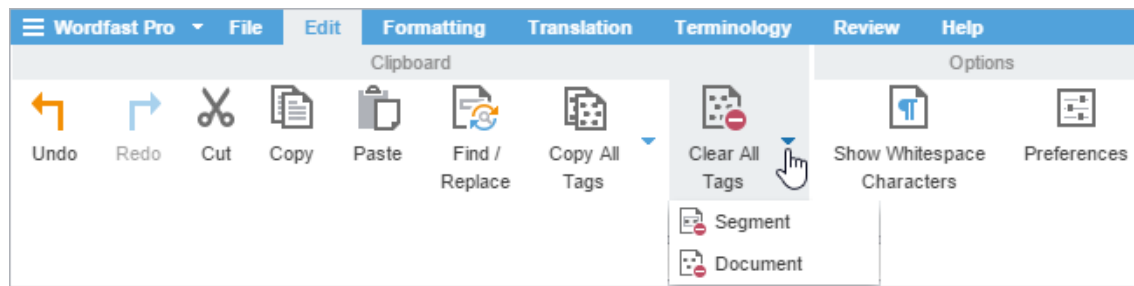 Wordfast Pro File Edit Formatting Translation Terminology Review Help
Clipboard Options
Undo Redo Cut Copy Paste Find / Copy All Clear All Show Whitespace Preferences
Replace Tags Tags Characters
Segment
Document